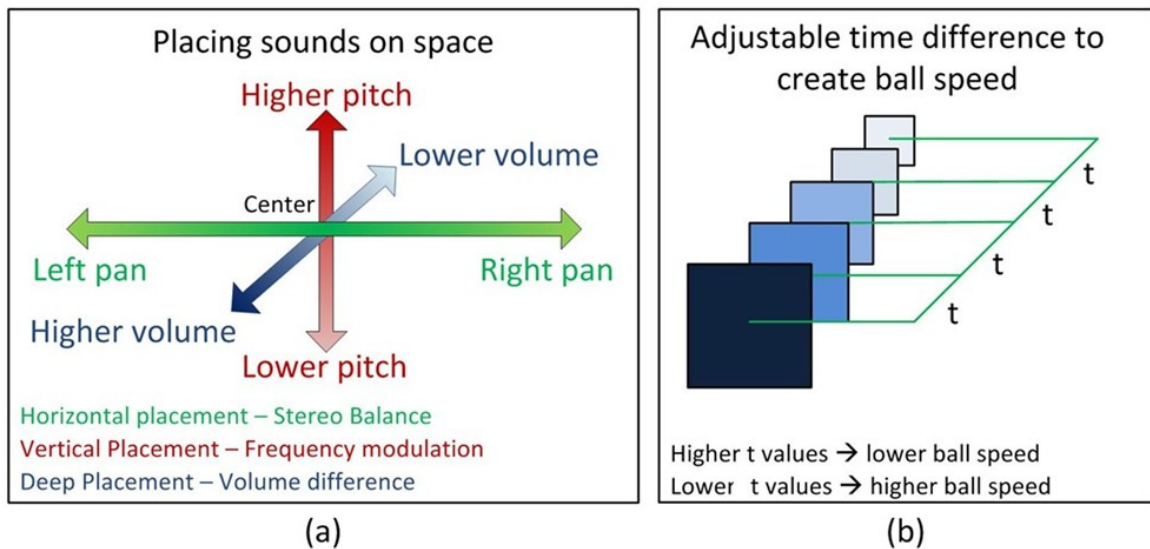 Placing sounds on space
Higher pitch
Lower volume
Center
Left pan
Right pan
Higher volume
Lower pitch
Horizontal placement – Stereo Balance
Vertical Placement – Frequency modulation
Deep Placement – Volume difference
(a)
Adjustable time difference to
create ball speed
t
t
t
t
Higher t values → lower ball speed
Lower t values → higher ball speed
(b)